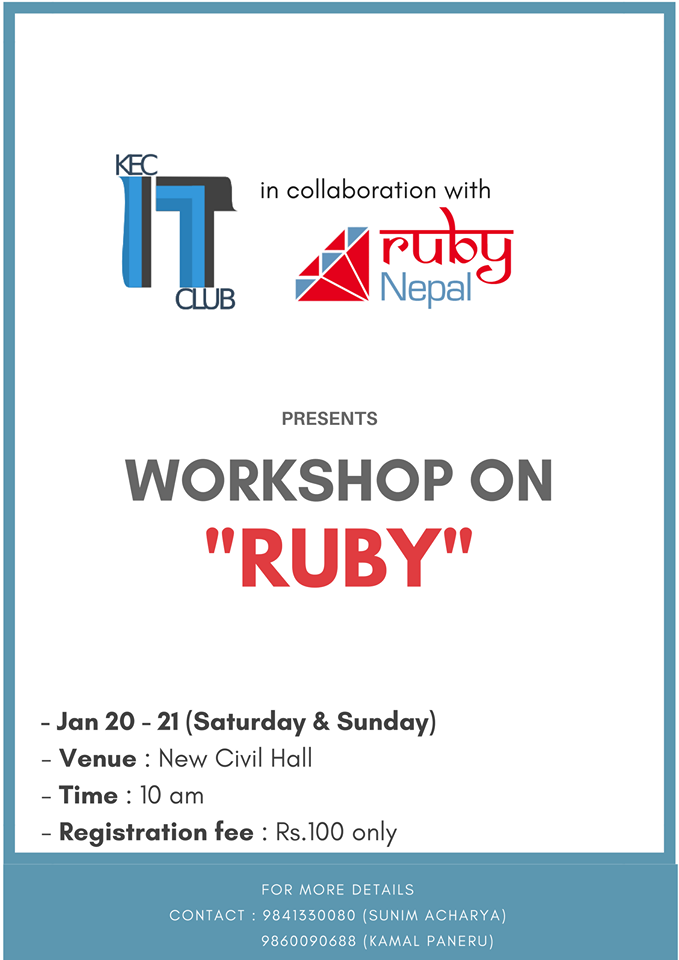 KEC
IT
CLUB
in collaboration with
ruby
Nepal
PRESENTS
WORKSHOP ON
"RUBY"
- Jan 20 - 21 (Saturday & Sunday)
- Venue : New Civil Hall
- Time : 10 am
- Registration fee : Rs.100 only
FOR MORE DETAILS
CONTACT : 9841330080 (SUNIM ACHARYA)
9860090688 (KAMAL PANERU)